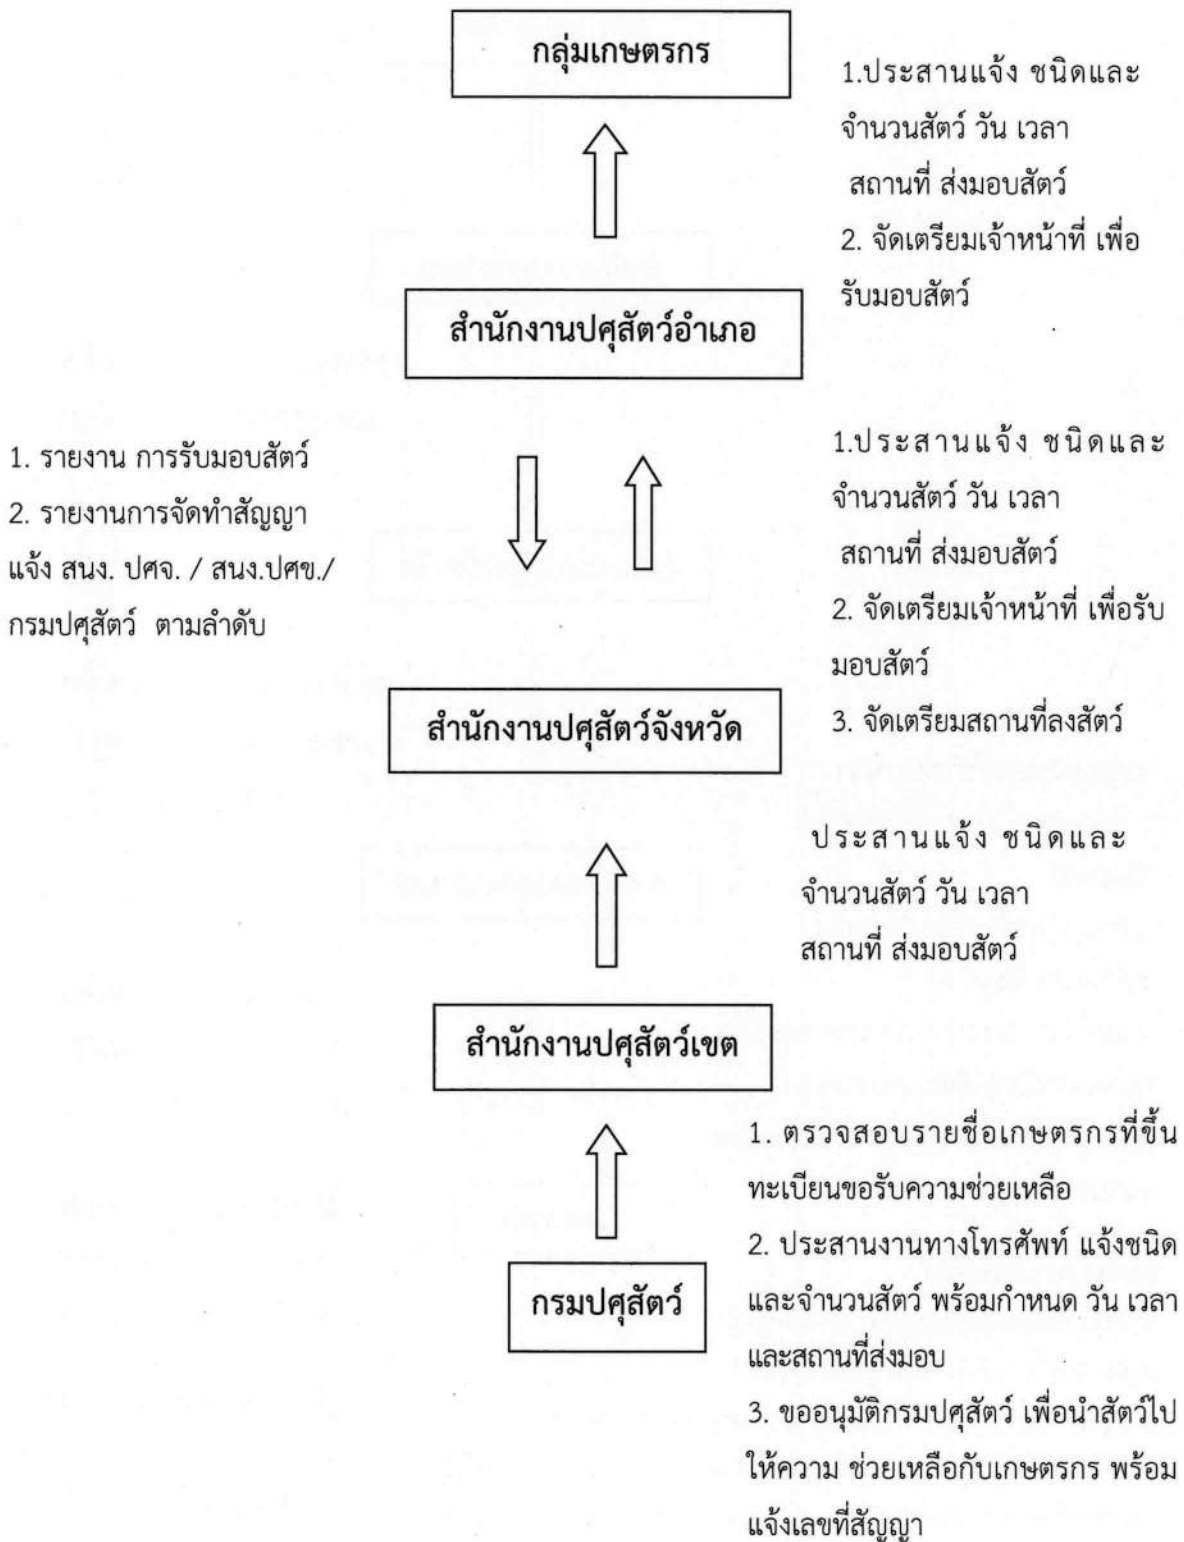 กลุ่มเกษตรกร
1.ประสานแจ้ง ชนิดและ
จำนวนสัตว์ วัน เวลา
สถานที่ ส่งมอบสัตว์
2. จัดเตรียมเจ้าหน้าที่ เพื่อ
รับมอบสัตว์
สำนักงานปศุสัตว์อำเภอ
1. รายงาน การรับมอบสัตว์
2. รายงานการจัดทำสัญญา
แจ้ง สนง. ปศจ. / สนง.ปศข./
กรมปศุสัตว์ ตามลำดับ
1.ประสานแจ้ง ชนิดและ
จำนวนสัตว์ วัน เวลา
สถานที่ ส่งมอบสัตว์
2. จัดเตรียมเจ้าหน้าที่ เพื่อรับ
มอบสัตว์
3. จัดเตรียมสถานที่ลงสัตว์
สำนักงานปศุสัตว์จังหวัด
ประสานแจ้ง ชนิดและ
จำนวนสัตว์ วัน เวลา
สถานที่ ส่งมอบสัตว์
สำนักงานปศุสัตว์เขต
1. ตรวจสอบรายชื่อเกษตรกรที่ขึ้น
ทะเบียนขอรับความช่วยเหลือ
2. ประสานงานทางโทรศัพท์ แจ้งชนิด
และจำนวนสัตว์ พร้อมกำหนด วัน เวลา
และสถานที่ส่งมอบ
3. ขออนุมัติกรมปศุสัตว์ เพื่อนำสัตว์ไป
ให้ความ ช่วยเหลือกับเกษตรกร พร้อม
แจ้งเลขที่สัญญา
กรมปศุสัตว์